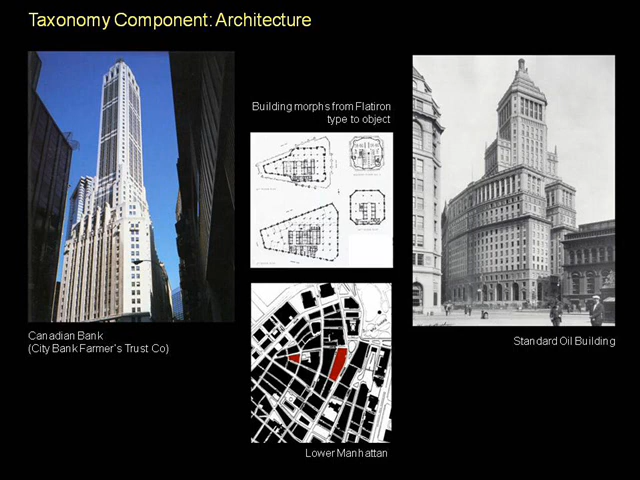 Taxonomy Component: Architecture
Building morphs from Flatiron
type to object
Canadian Bank
(City Bank Farmer's Trust Co)
Standard Oil Building
Lower Manhattan